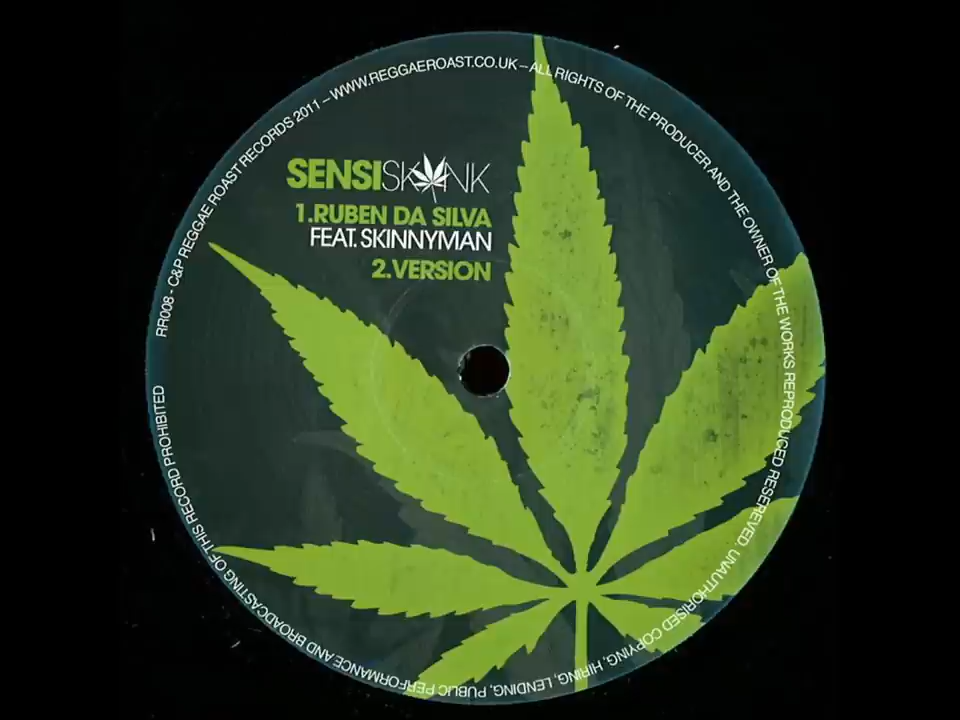 SENSISKANK
1.RUBEN DA SILVA
FEAT. SKINNYMAN
2.VERSION
RR008 - C&P REGGAE ROAST RECORDS 2011 – WWW.REGGAEROAST.CO.UK – ALL RIGHTS OF THE PRODUCER AND THE OWNER OF THE WORKS REPRODUCED RESEREVED. UNAUTHORISED COPYING, HIRING, LENDING, PUBLIC PERFORMANCE AND BROADCASTING OF THIS RECORD PROHIBITED